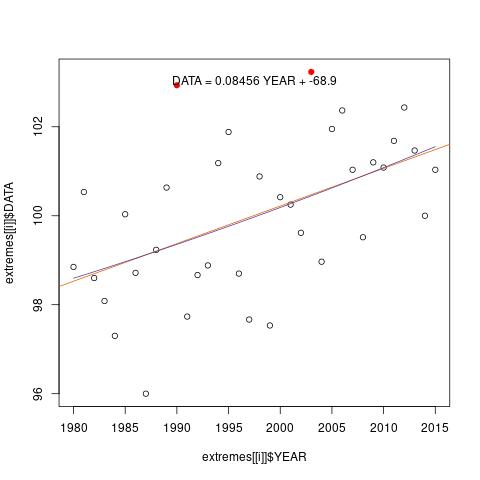 DATA = 0.08456 YEAR + -68.9
extremes[[i]]$DATA
102
100
98
96
1980 1985 1990 1995 2000 2005 2010 2015
extremes[[i]]$YEAR